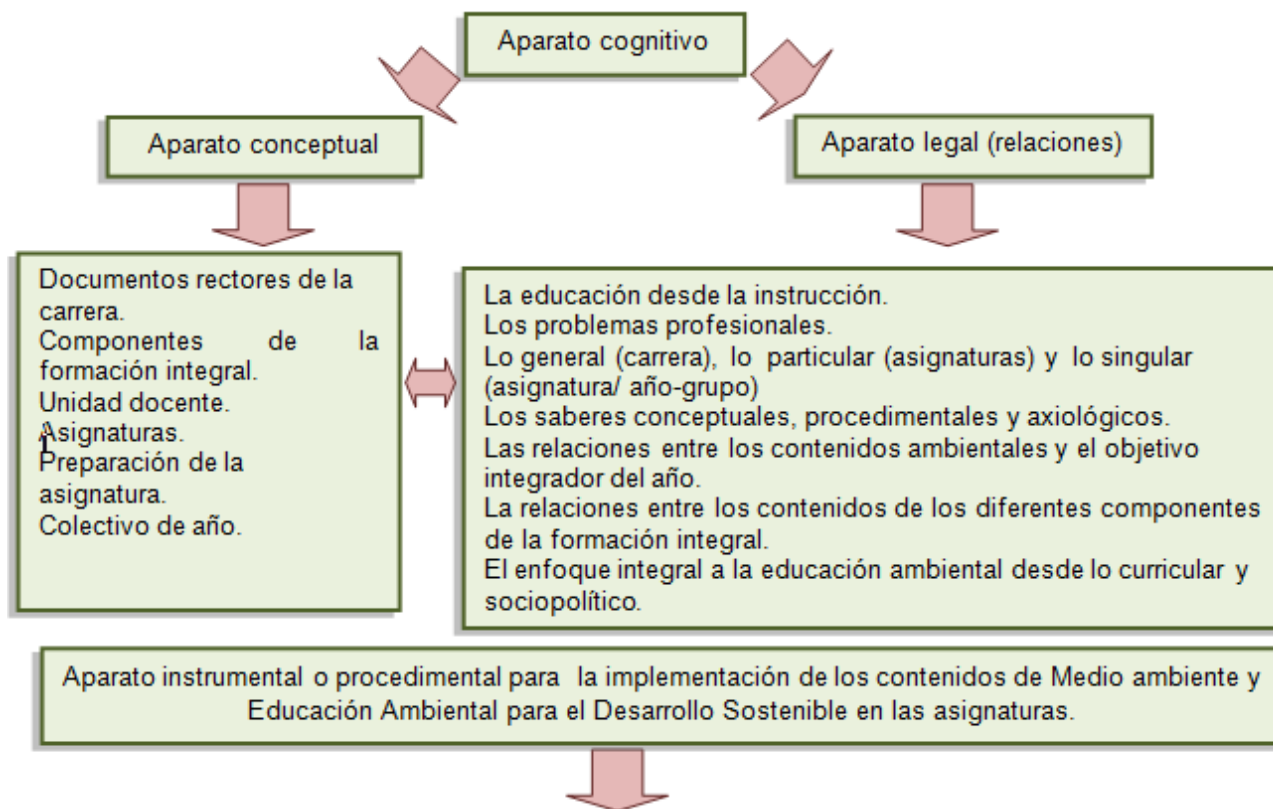 Aparato cognitivo
Aparato conceptual
Aparato legal (relaciones)
Documentos rectores de la
carrera.
Componentes de la
formación integral.
Unidad docente.
Asignaturas.
Preparación de la
asignatura.
Colectivo de año.
La educación desde la instrucción.
Los problemas profesionales.
Lo general (carrera), lo particular (asignaturas) y lo singular
(asignatura/ año-grupo)
Los saberes conceptuales, procedimentales y axiológicos.
Las relaciones entre los contenidos ambientales y el objetivo
integrador del año.
La relaciones entre los contenidos de los diferentes componentes
de la formación integral.
El enfoque integral a la educación ambiental desde lo curricular y
sociopolítico.
Aparato instrumental o procedimental para la implementación de los contenidos de Medio ambiente y
Educación Ambiental para el Desarrollo Sostenible en las asignaturas.